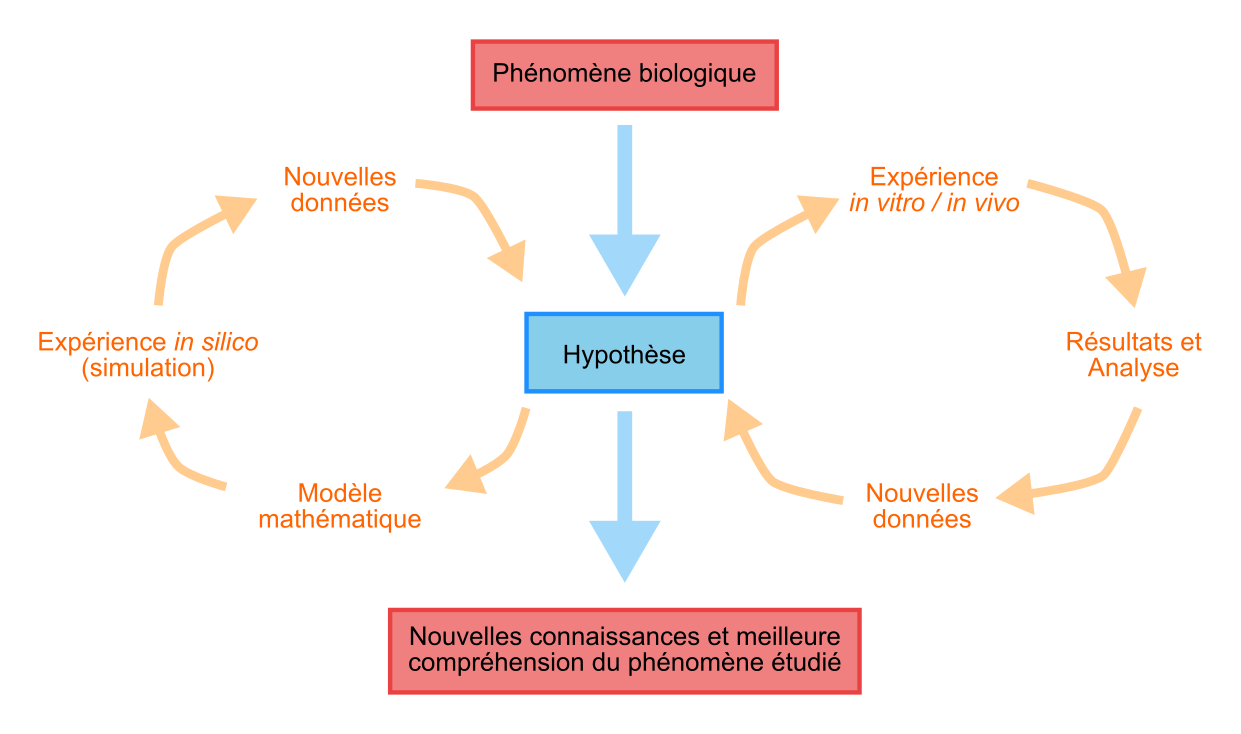 Phénomène biologique
Nouvelles
données
Expérience
in vitro / in vivo
Expérience in silico
(simulation)
Hypothèse
Résultats et
Analyse
Modèle
mathématique
Nouvelles
données
Nouvelles connaissances et meilleure
compréhension du phénomène étudié